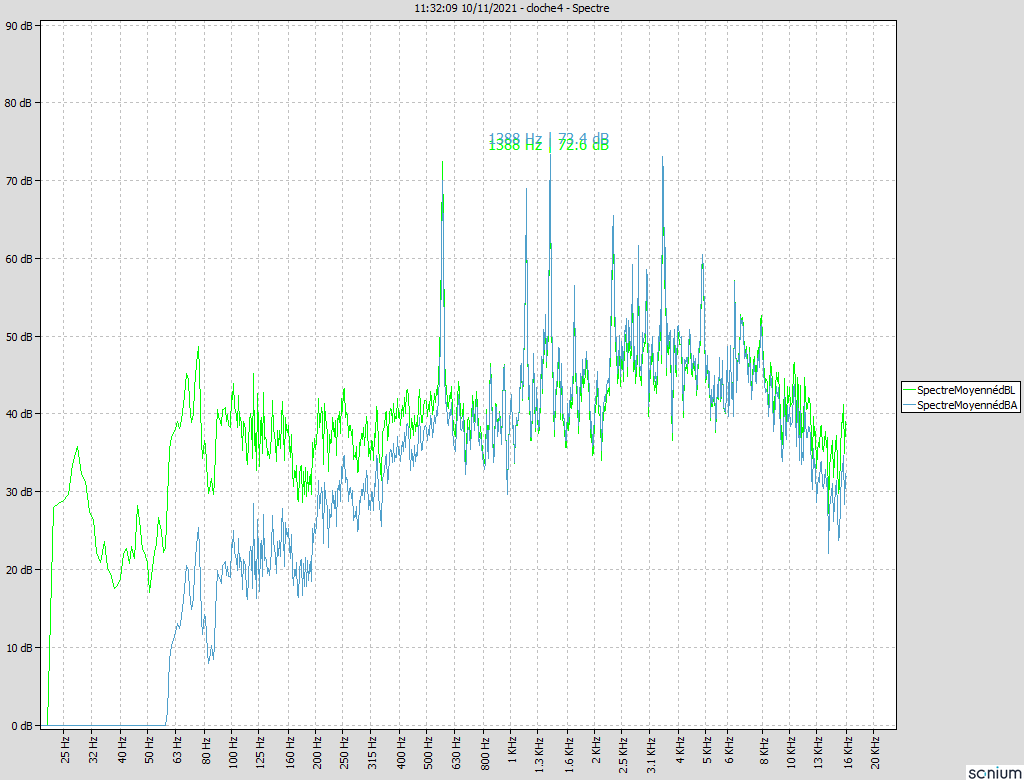 11:32:09 10/11/2021 - cloche4 - Spectre
90 dB
80 dB
70 dB
60 dB
50 dB
40 dB
30 dB
20 dB
10 dB
0 dB
1388 Hz | 73.4 dB
1388 Hz | 72.6 dB
SpectreMoyennédBL
SpectreMoyennédBA
25 Hz
32 Hz
40 Hz
50 Hz
63 Hz
80 Hz
100 Hz
125 Hz
160 Hz
200 Hz
250 Hz
315 Hz
400 Hz
500 Hz
630 Hz
800 Hz
1 KHz
1.3 KHz
1.6 KHz
2 KHz
2.5 KHz
3.1 KHz
4 KHz
5 KHz
6 KHz
8 KHz
10 KHz
13 KHz
16 KHz
20 KHz
scnium